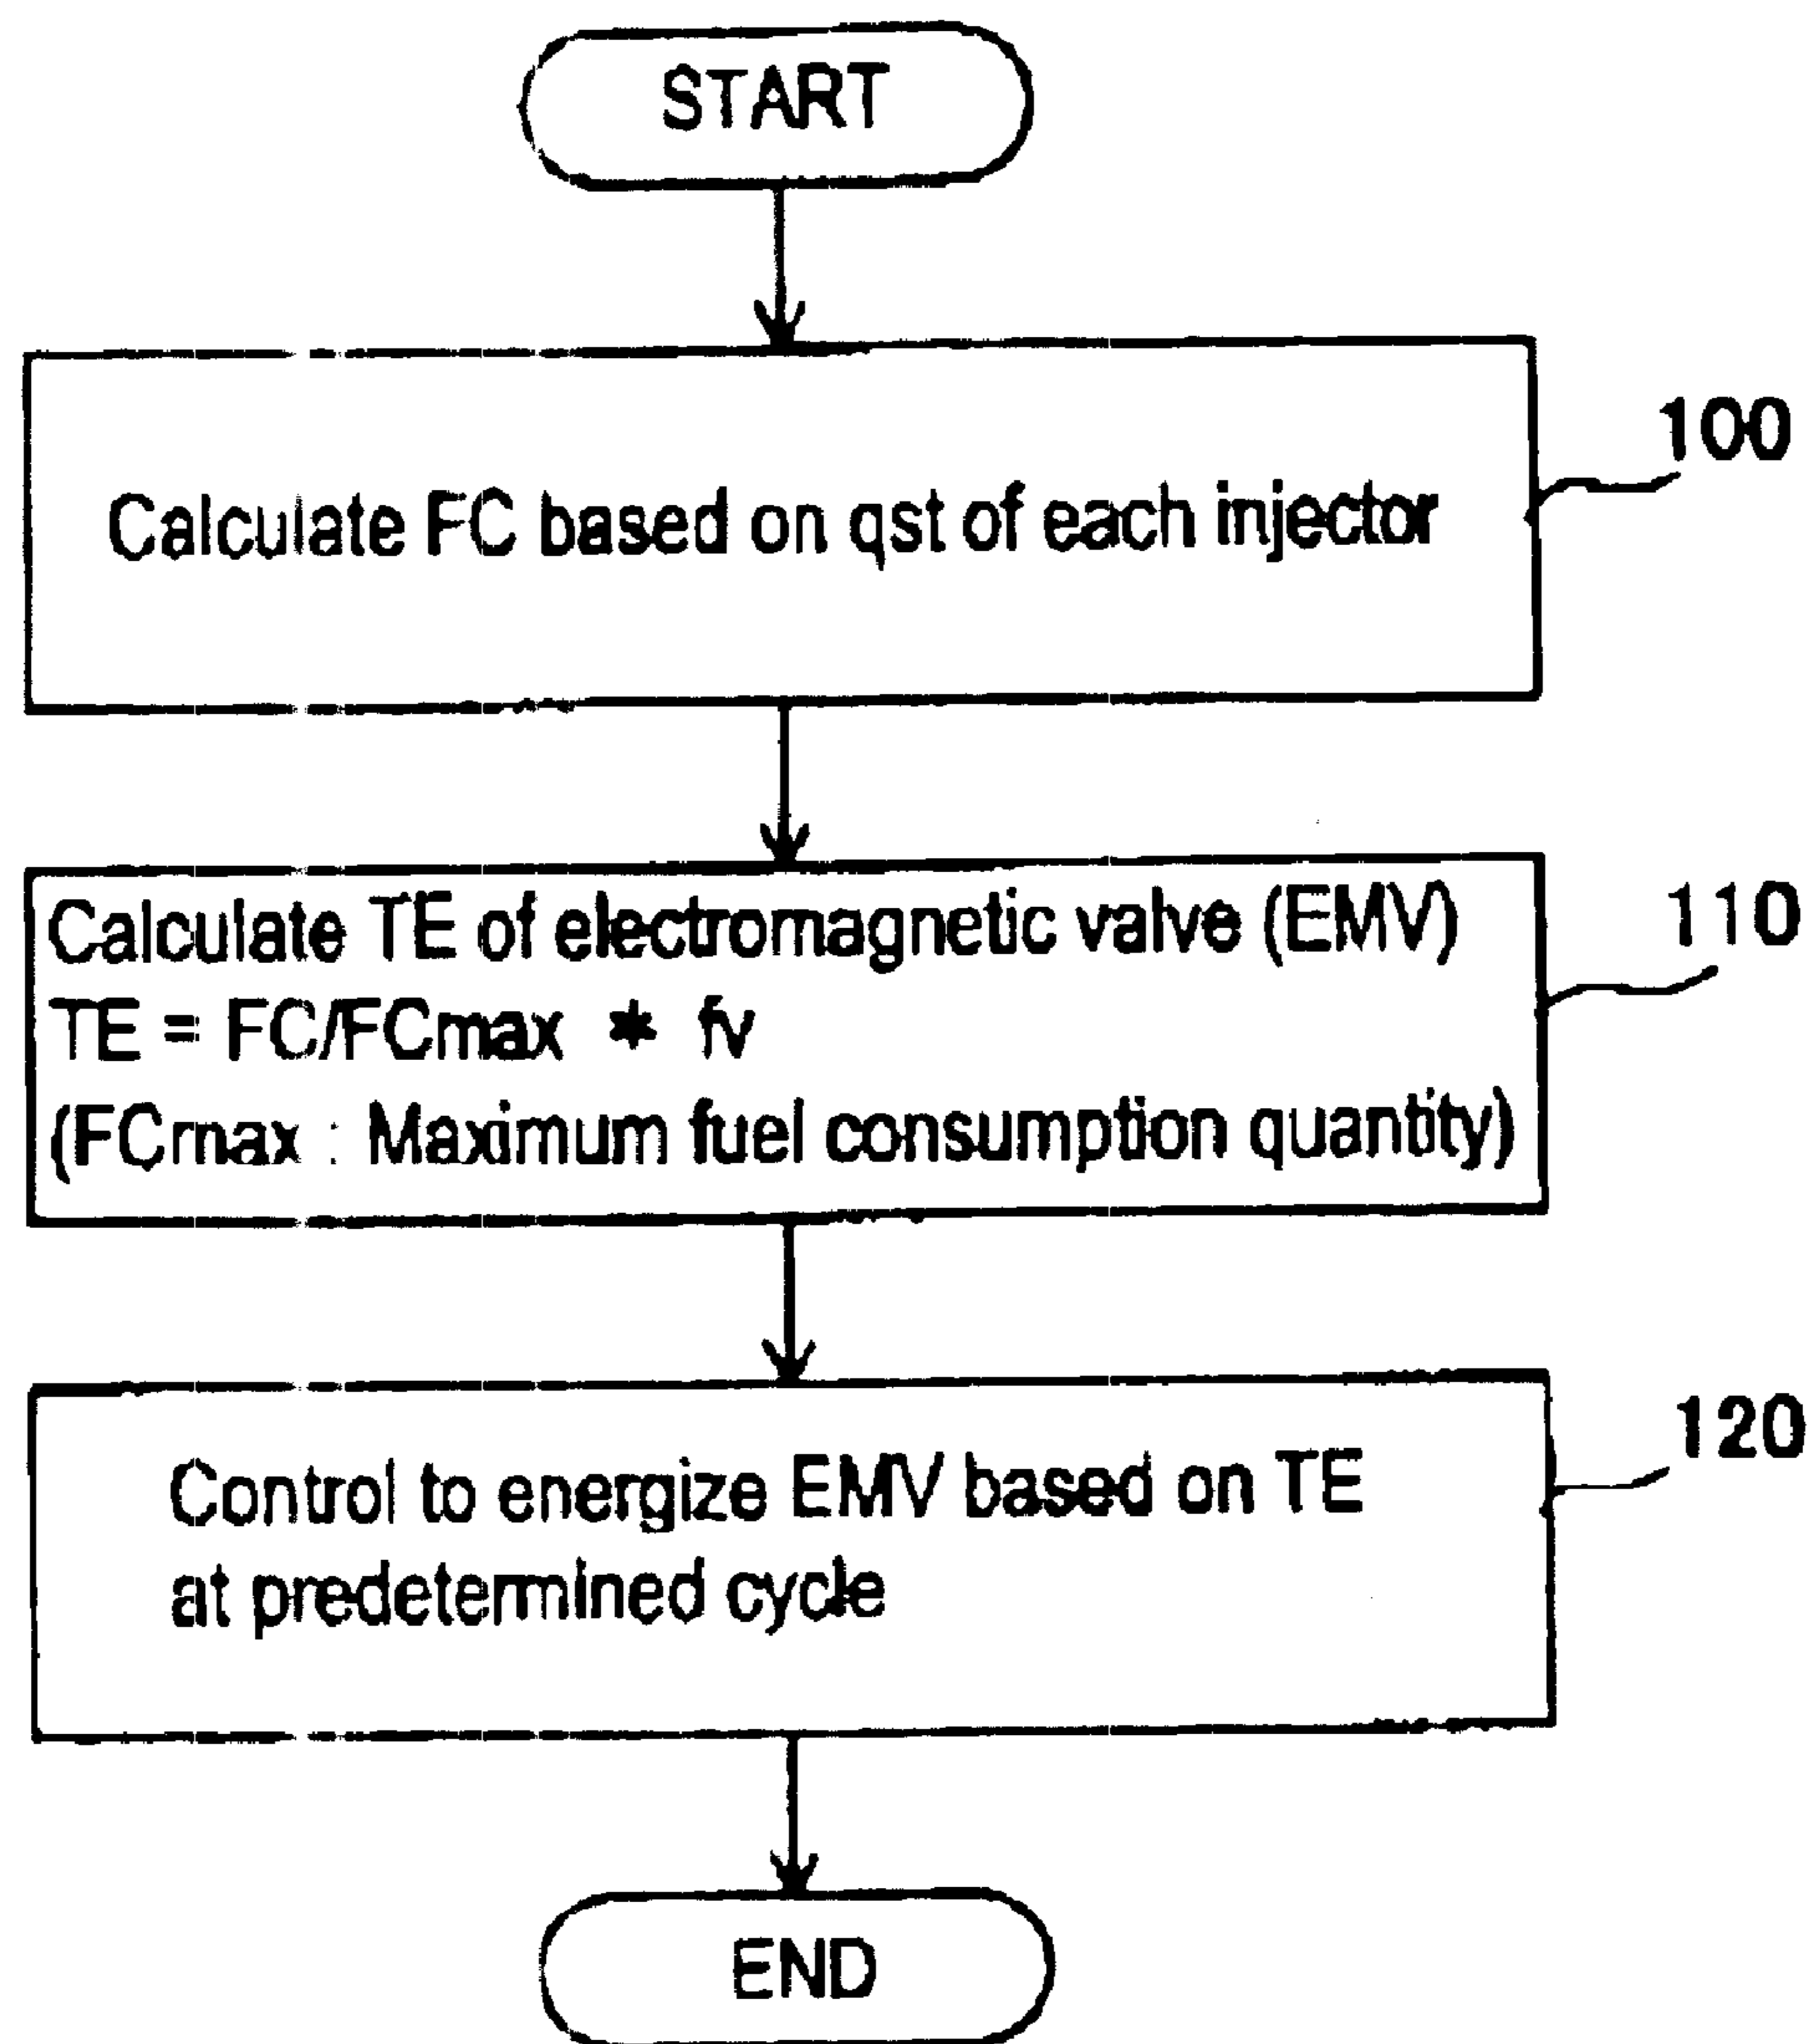 START
Calculate FC based on qst of each injector
100
Calculate TE of electromagnetic valve (EMV)
TE = FC/FCmax * fv
(FCmax : Maximum fuel consumption quantity)
110
Control to energize EMV based on TE
at predetermined cycle
120
END